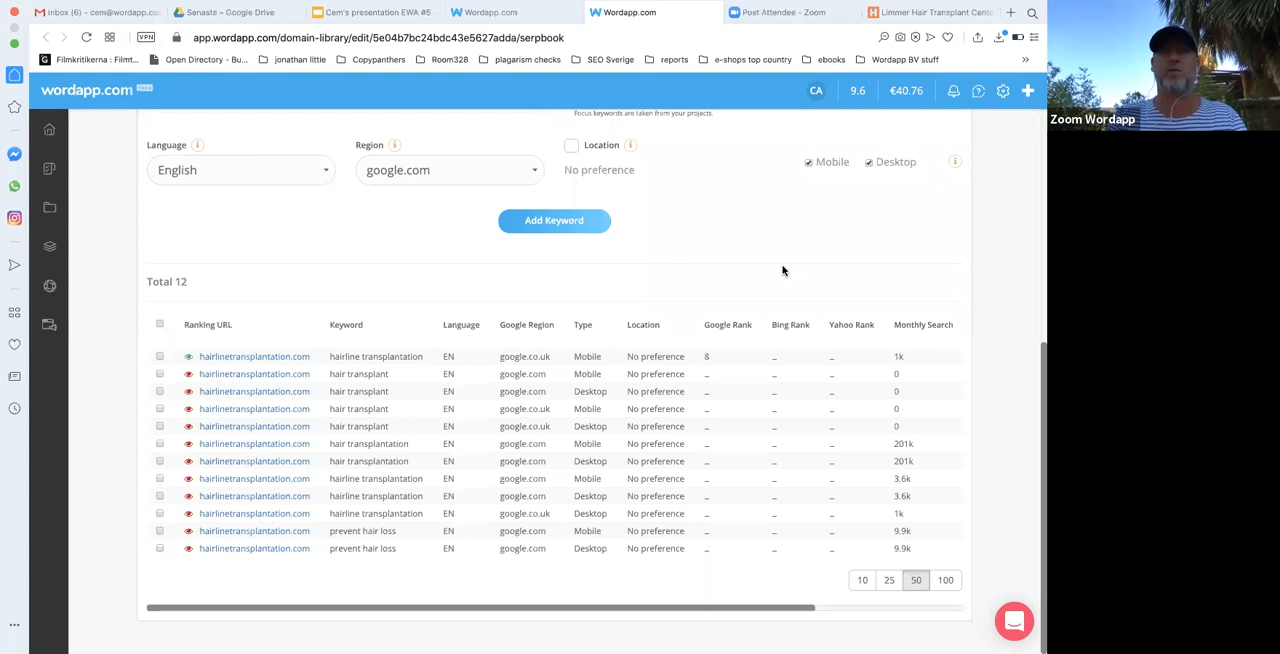 Inbox (6) – cem@wordapp.co
Senaste – Google Drive
Cem's presentation EWA #5
Wordapp.com
Wordapp.com
Post Attendee - Zoom
Limmer Hair Transplant Cente
VPN
app.wordapp.com/domain-library/edit/5e04b7bc24bdc43e5627adda/serpbook
Filmkritikerna : Filmt...
Open Directory - Bu...
jonathan little
Copypanthers
Room328
plagarism checks
SEO Sverige
reports
e-shops top country
ebooks
Wordapp BV stuff
wordapp.com beta
CA
9.6
€40.76
Zoom Wordapp
Focus keywords are taken from your projects.
Language
Region
Location
English
google.com
No preference
Mobile
Desktop
Add Keyword
Total 12
Ranking URL Keyword Language Google Region Type Location Google Rank Bing Rank Yahoo Rank Monthly Search
hairlinetransplantation.com hairline transplantation EN google.co.uk Mobile No preference 8 – – 1k
hairlinetransplantation.com hair transplant EN google.com Mobile No preference – – – 0
hairlinetransplantation.com hair transplant EN google.com Desktop No preference – – – 0
hairlinetransplantation.com hair transplant EN google.co.uk Mobile No preference – – – 0
hairlinetransplantation.com hair transplant EN google.co.uk Desktop No preference – – – 0
hairlinetransplantation.com hair transplantation EN google.com Mobile No preference – – – 201k
hairlinetransplantation.com hair transplantation EN google.com Desktop No preference – – – 201k
hairlinetransplantation.com hairline transplantation EN google.com Mobile No preference – – – 3.6k
hairlinetransplantation.com hairline transplantation EN google.com Desktop No preference – – – 3.6k
hairlinetransplantation.com hairline transplantation EN google.co.uk Desktop No preference – – – 1k
hairlinetransplantation.com prevent hair loss EN google.com Mobile No preference – – – 9.9k
hairlinetransplantation.com prevent hair loss EN google.com Desktop No preference – – – 9.9k
10 25 50 100